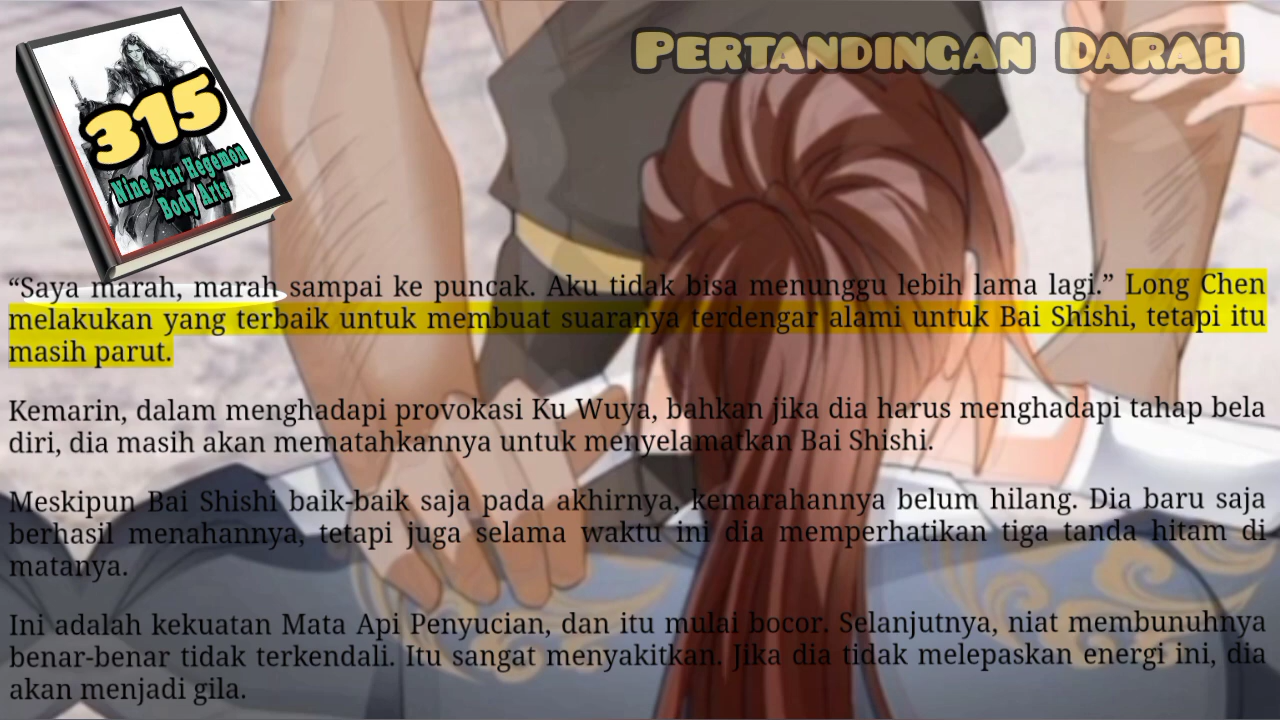 PERTANDINGAN DARAH
315
Nine Star Hegemon
Body Arts
“Saya marah, marah sampai ke puncak. Aku tidak bisa menunggu lebih lama lagi.” Long Chen
melakukan yang terbaik untuk membuat suaranya terdengar alami untuk Bai Shishi, tetapi itu
masih parut.
Kemarin, dalam menghadapi provokasi Ku Wuya, bahkan jika dia harus menghadapi tahap bela
diri, dia masih akan mematahkannya untuk menyelamatkan Bai Shishi.
Meskipun Bai Shishi baik-baik saja pada akhirnya, kemarahannya belum hilang. Dia baru saja
berhasil menahannya, tetapi juga selama waktu ini dia memperhatikan tiga tanda hitam di
matanya.
Ini adalah kekuatan Mata Api Penyucian, dan itu mulai bocor. Selanjutnya, niat membunuhnya
benar-benar tidak terkendali. Itu sangat menyakitkan. Jika dia tidak melepaskan energi ini, dia
akan menjadi gila.